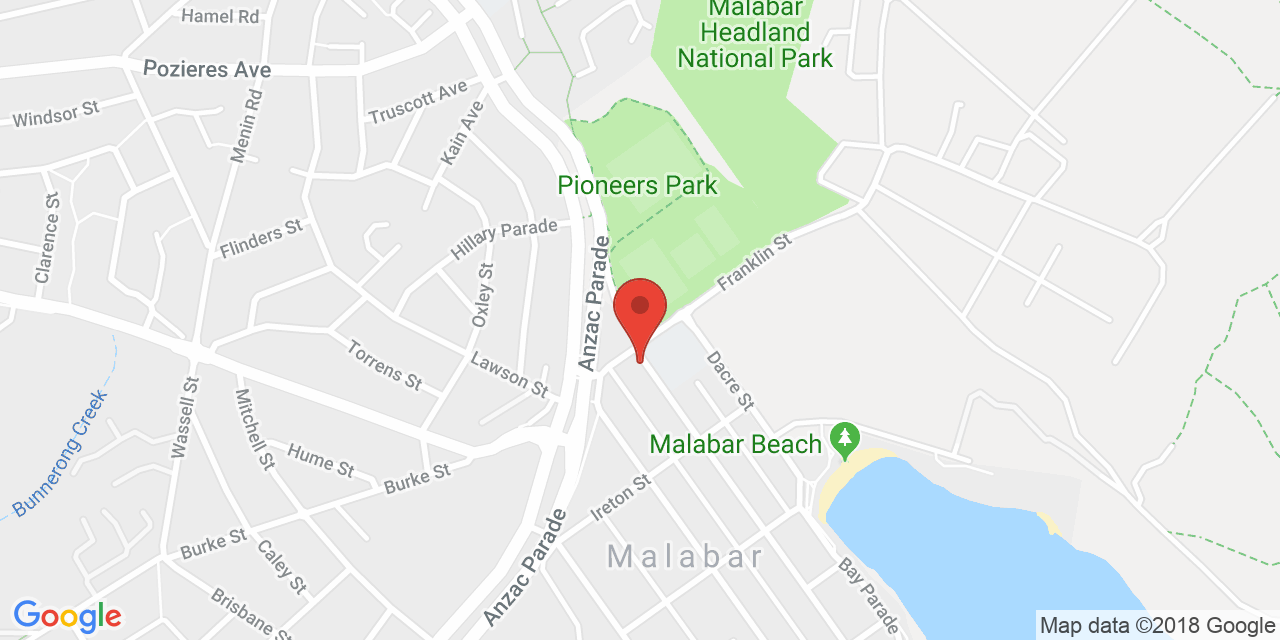 Hamel Rd
Malabar
Headland
National Park
Pozieres Ave
Truscott Ave
Windsor St
Menin Rd
Kain Ave
Pioneers Park
Clarence St
Flinders St
Hillary Parade
Franklin St
Oxley St
Anzac Parade
Torrens St
Lawson St
Dacre St
Bunnerong Creek
Wassell St
Mitchell St
Malabar Beach
Hume St
Burke St
Ireton St
Burke St
Caley St
Anzac Parade
Malabar
Bay Parade
Brisbane St
Google
Map data ©2018 Google